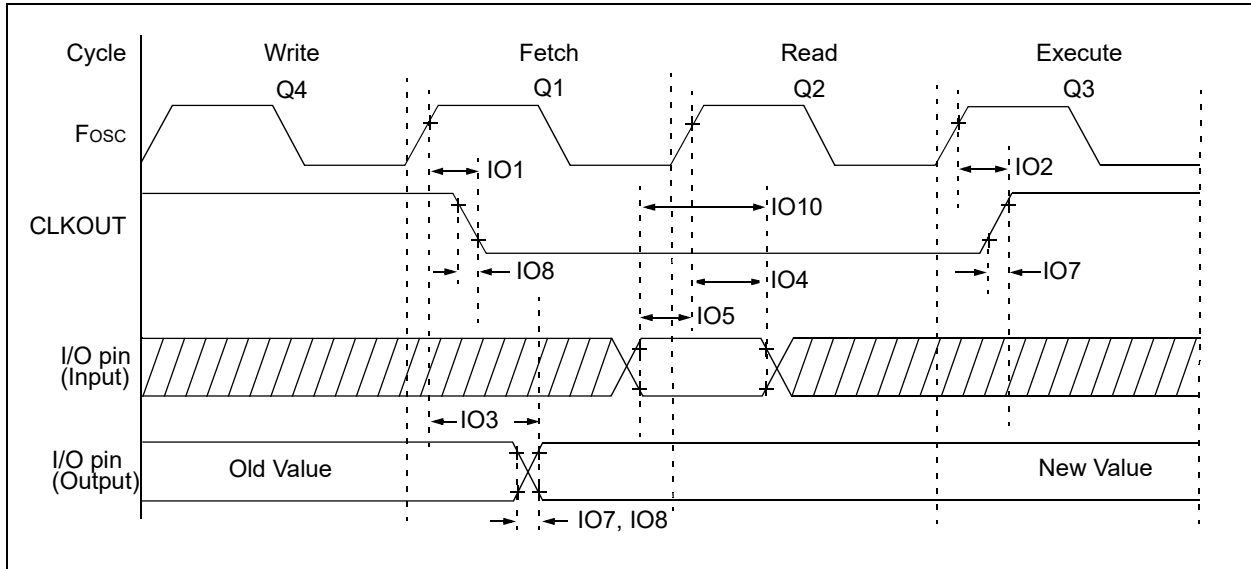 Cycle Write Fetch Read Execute
Q4 Q1 Q2 Q3
Fosc
IO1 IO2
CLKOUT
IO10
IO8 IO4 IO7
IO5
I/O pin
(Input)
IO3
I/O pin
(Output)
Old Value New Value
IO7, IO8